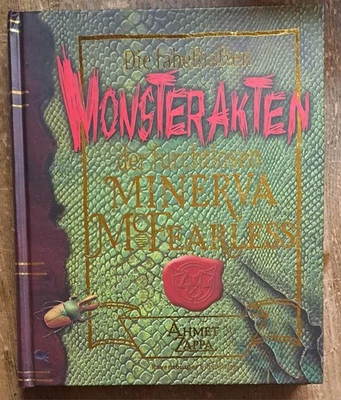 Die fabelhaften
MONSTERAKTEN
der furchtlosen
MINERVA
McFEARLESS
AHMET
ZAPPA